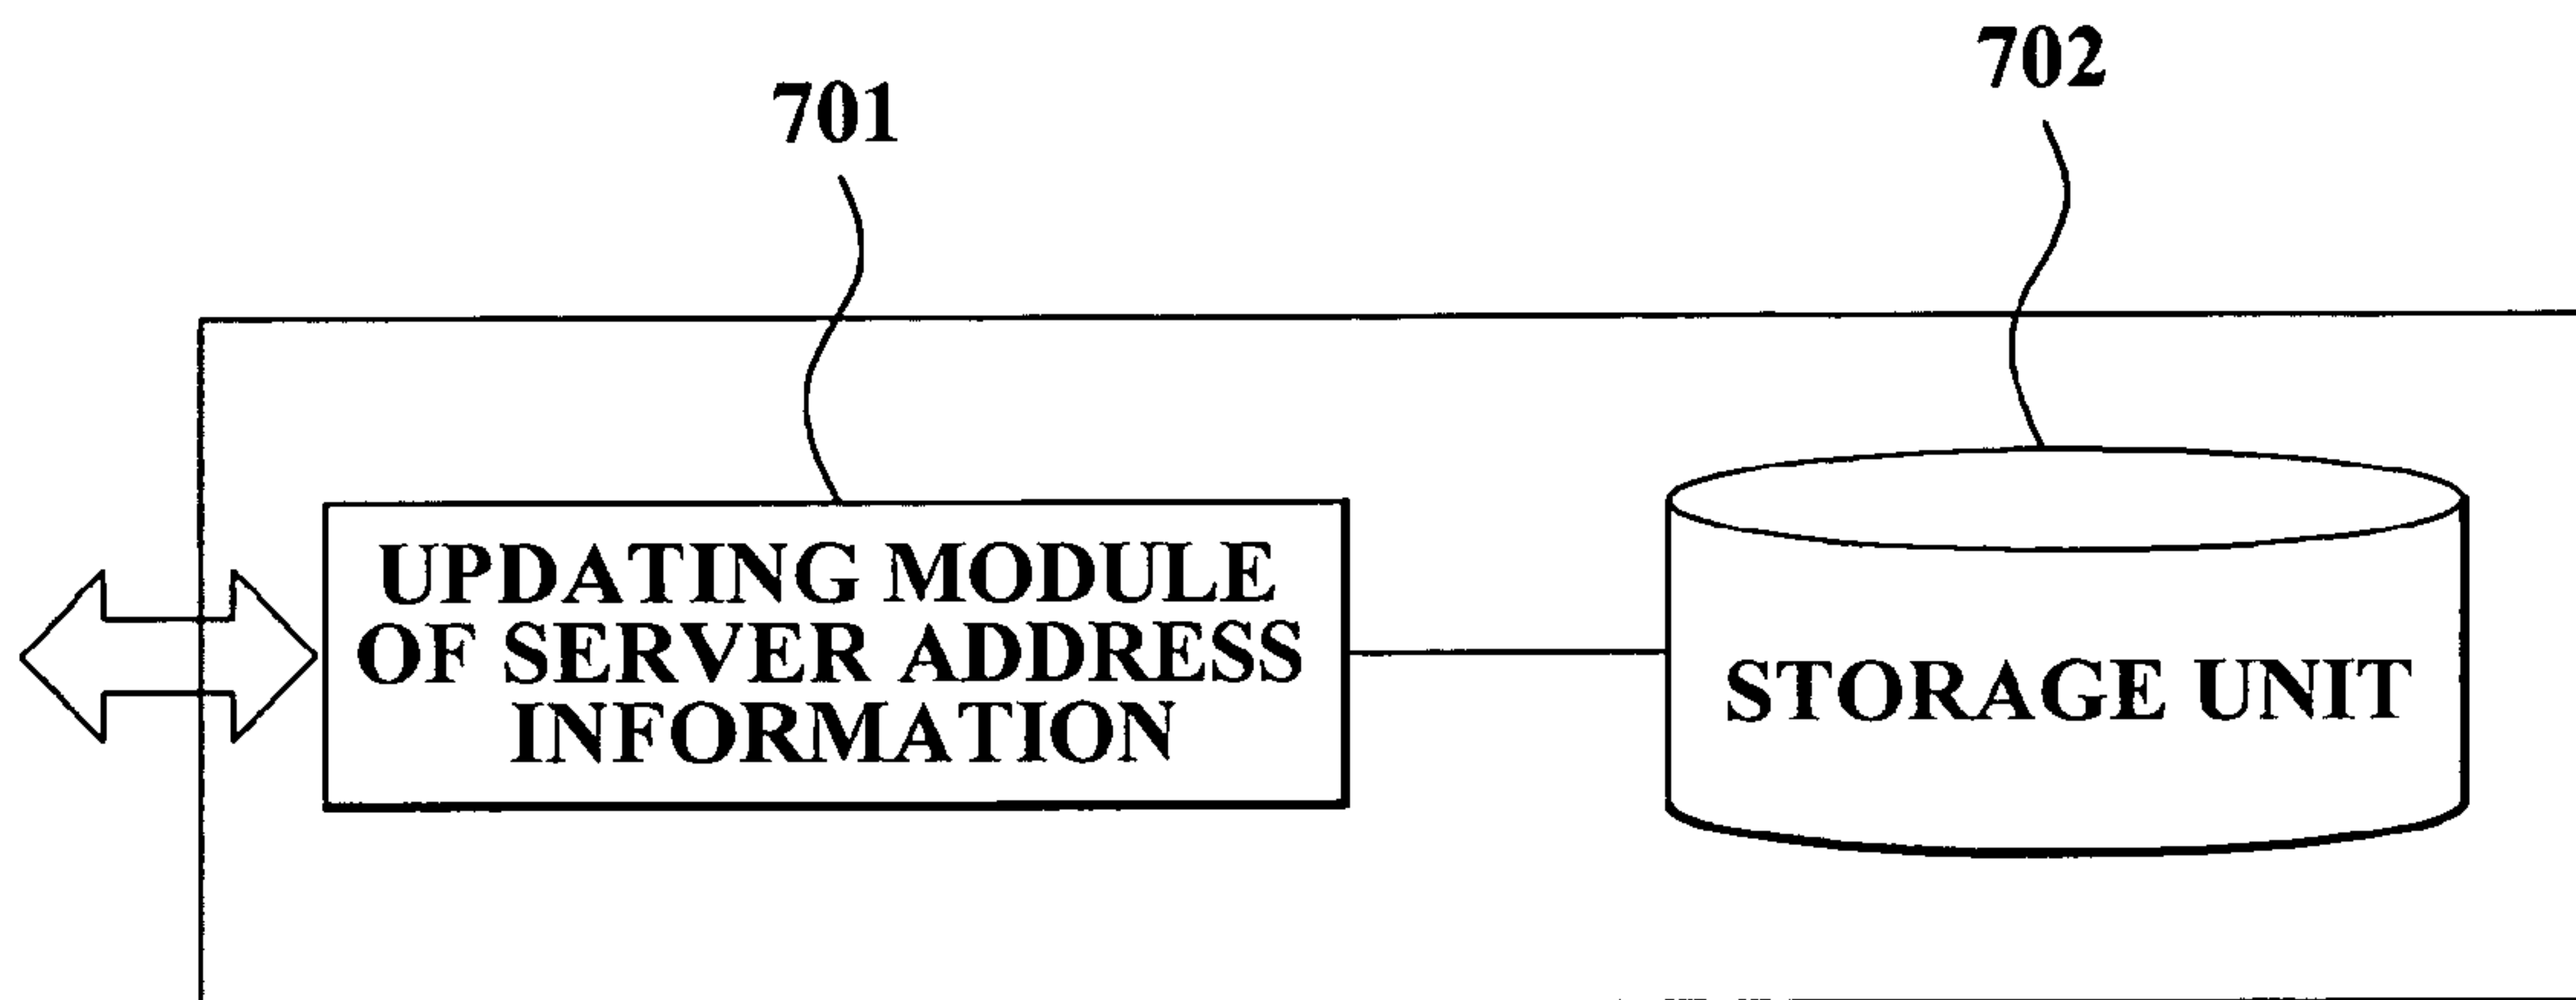 701
702
UPDATING MODULE
OF SERVER ADDRESS
INFORMATION
STORAGE UNIT